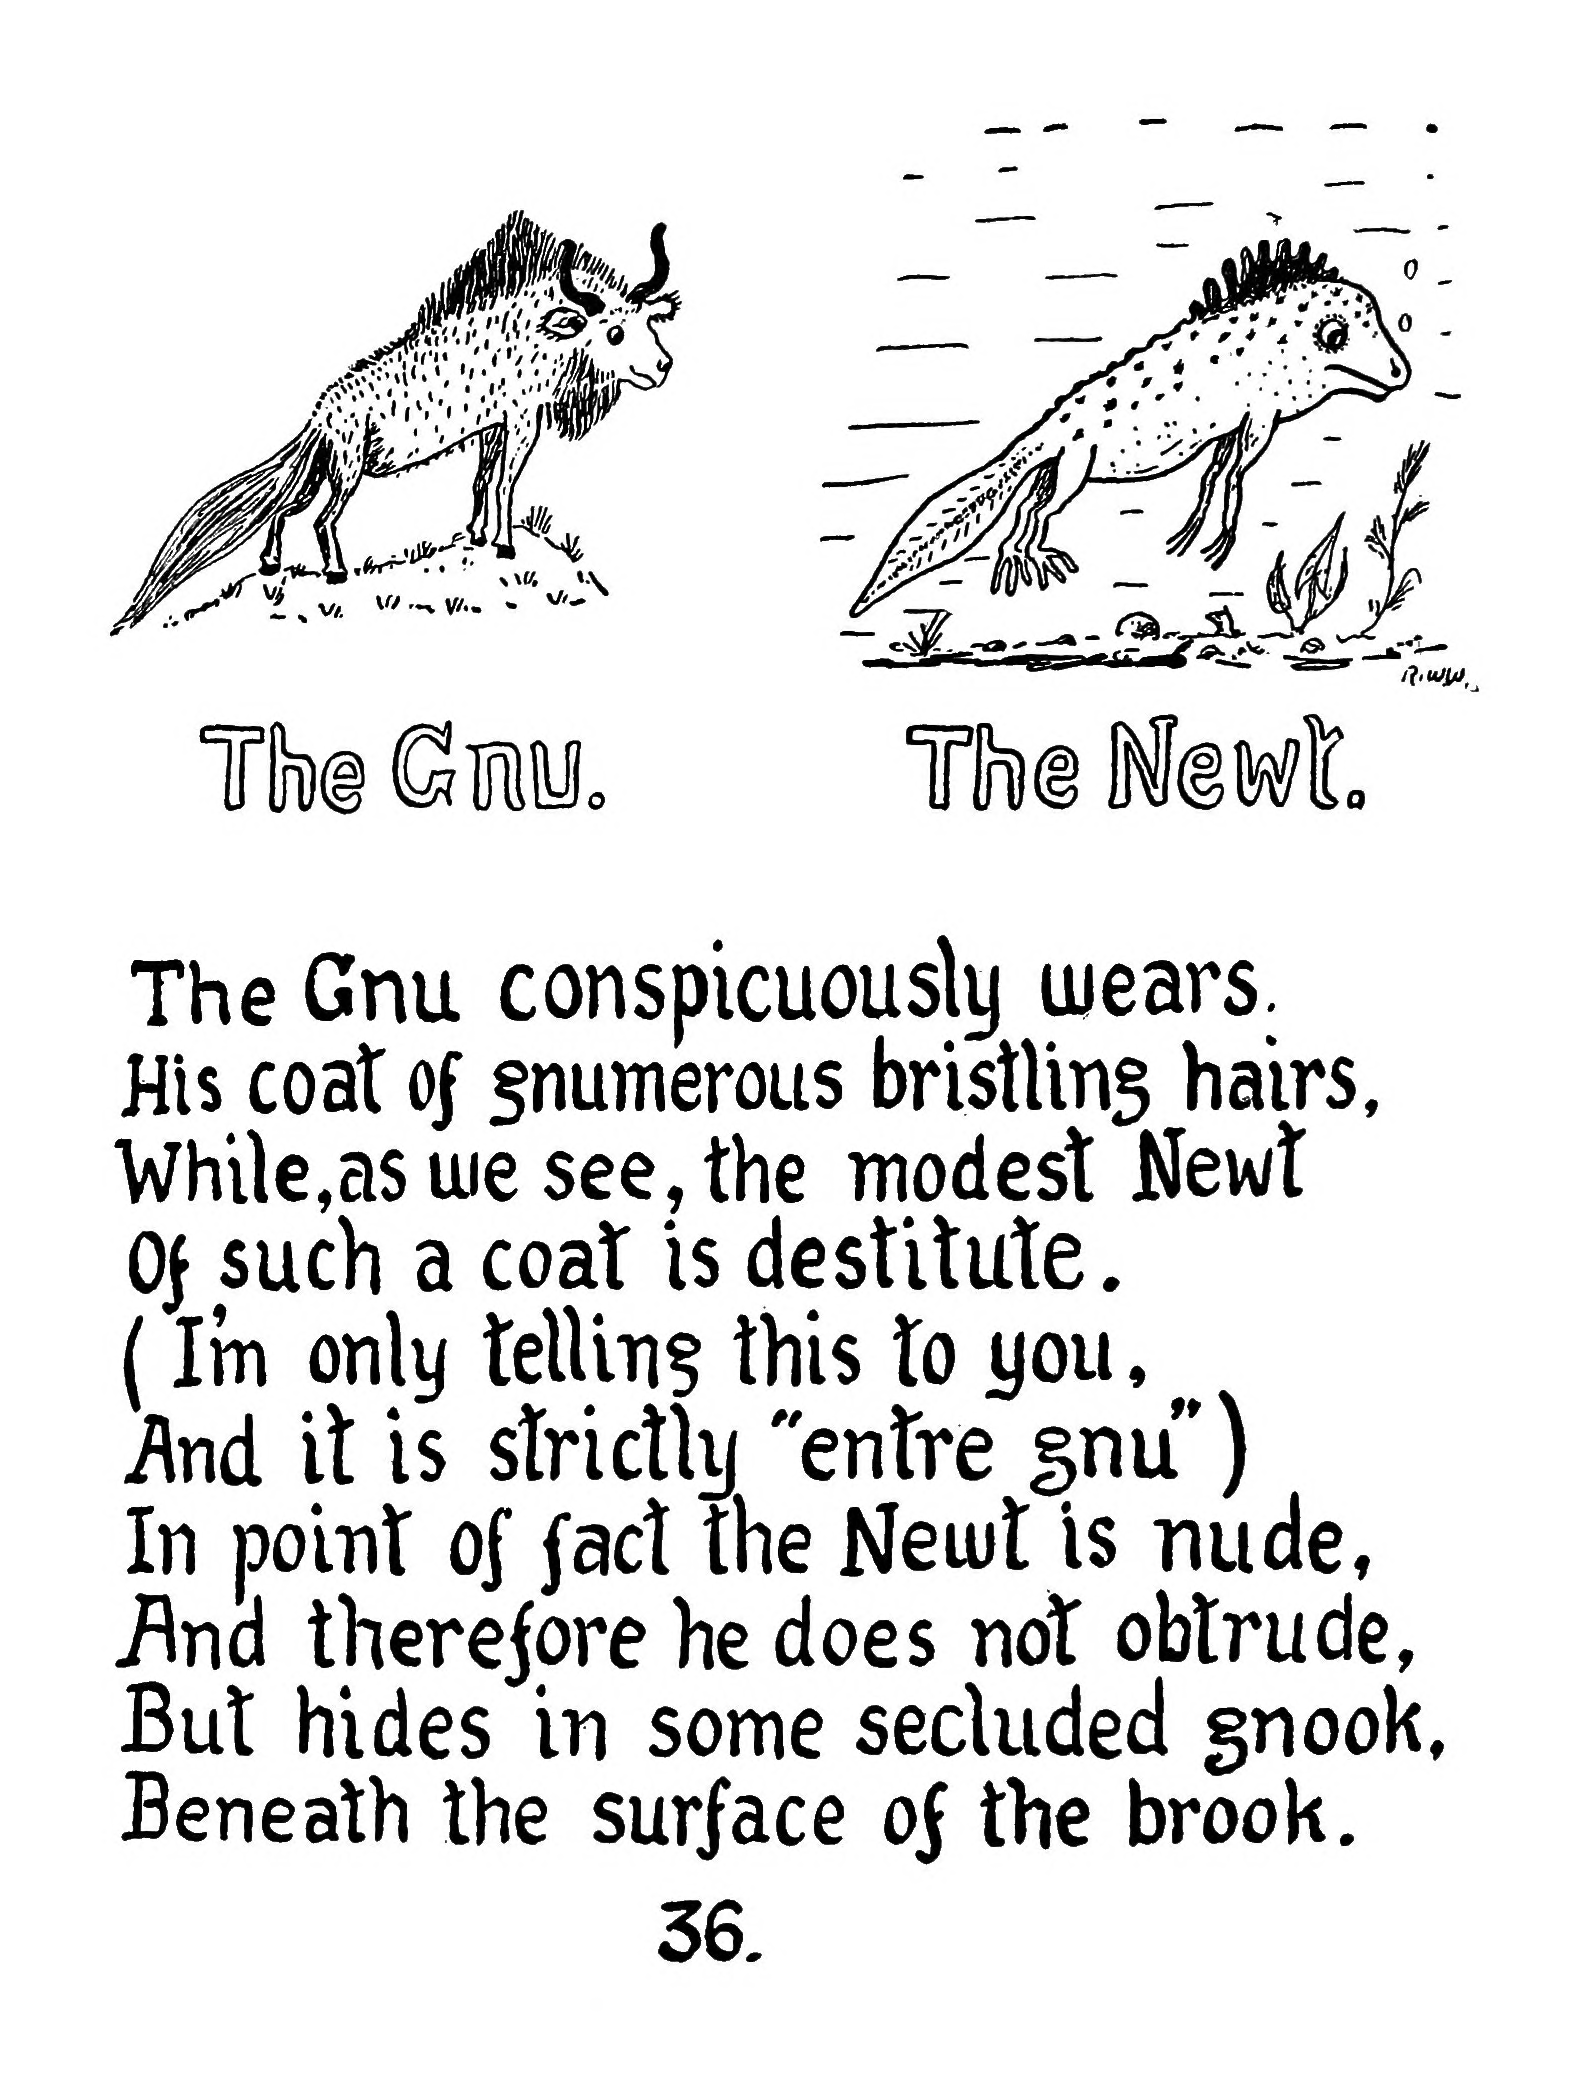 R.W.W.
The Gnu. The Newt.
The Gnu conspicuously wears.
His coat of gnumerous bristling hairs,
While, as we see, the modest Newt
Of such a coat is destitute.
(I'm only telling this to you,
And it is strictly "entre gnu")
In point of fact the Newt is nude,
And therefore he does not obtrude,
But hides in some secluded gnook,
Beneath the surface of the brook.
36.